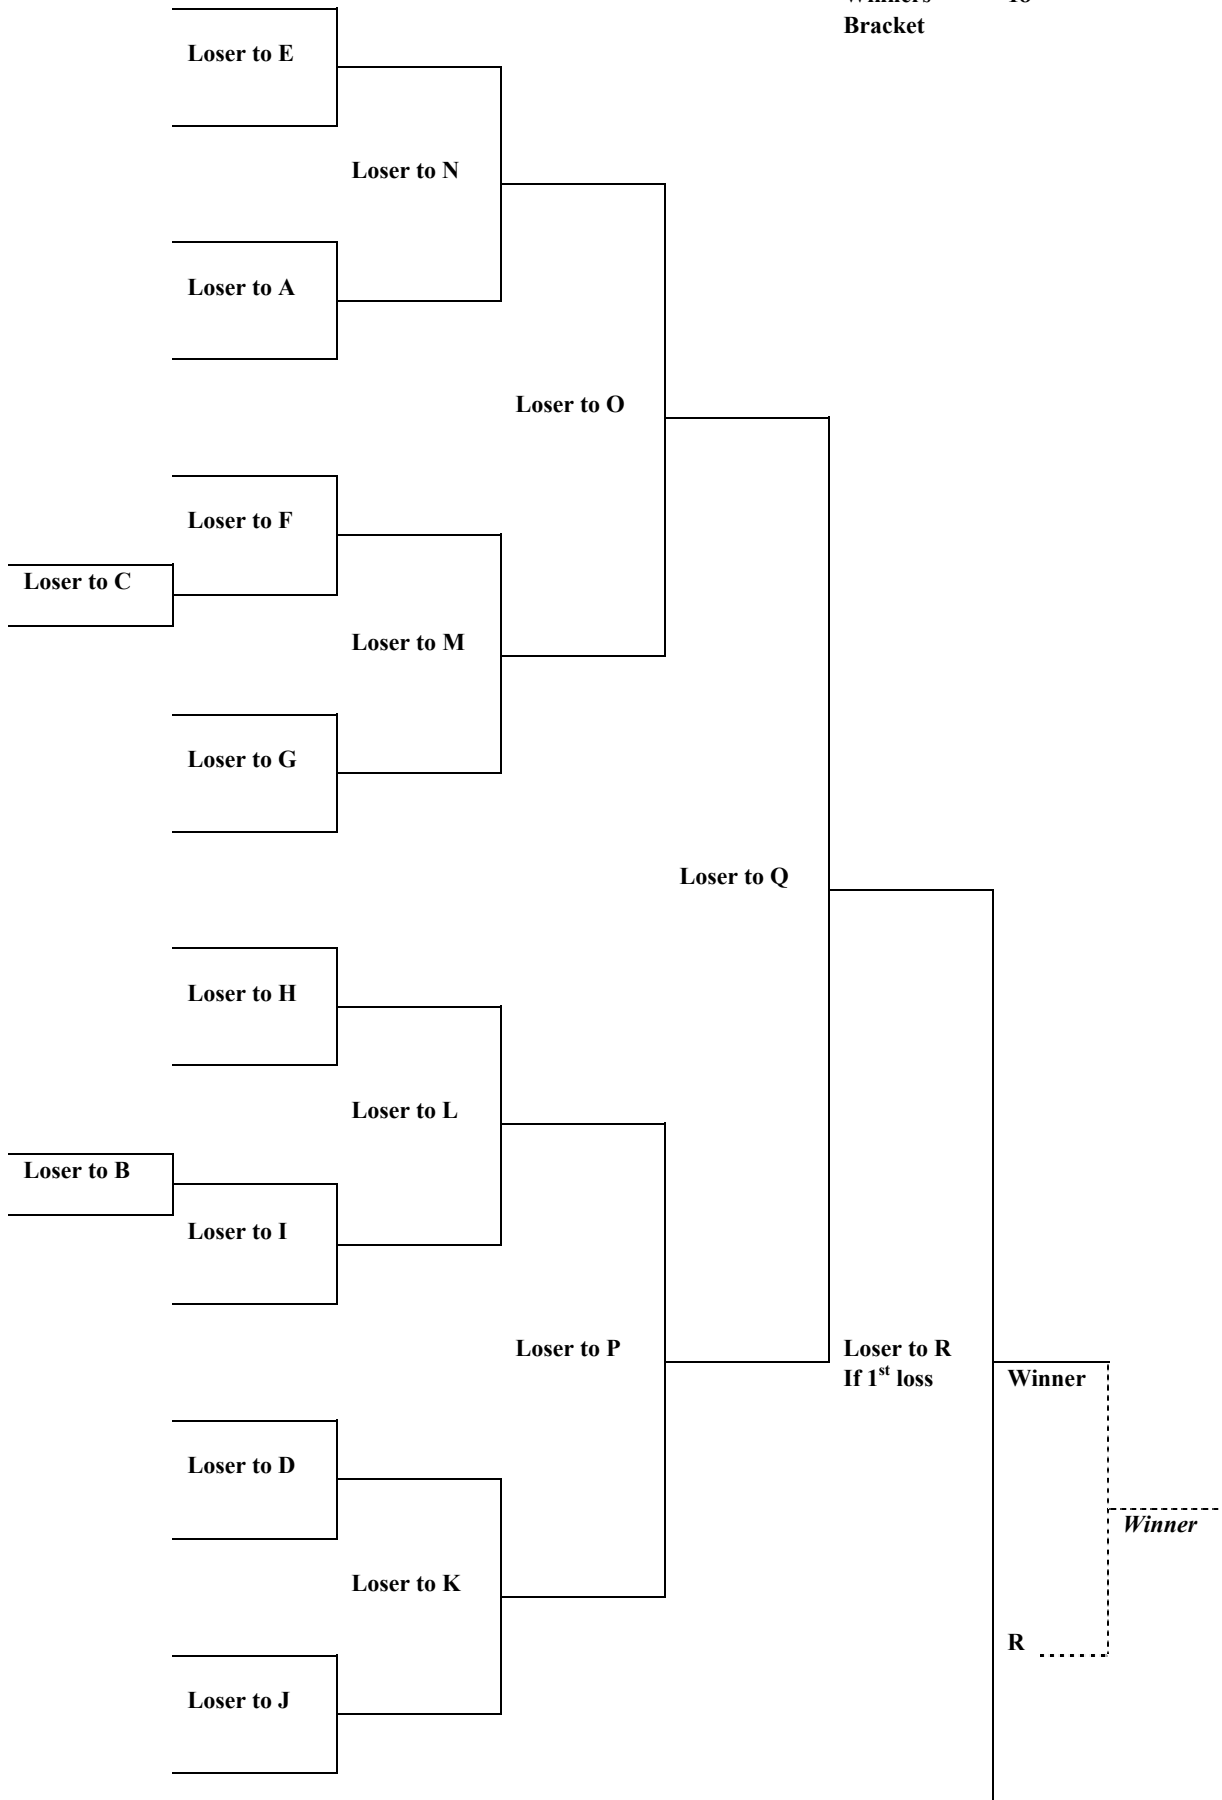 Bracket
Loser to E
Loser to N
Loser to A
Loser to O
Loser to F
Loser to C
Loser to M
Loser to G
Loser to Q
Loser to H
Loser to L
Loser to B
Loser to I
Loser to P
Loser to R
If 1st loss
Winner
Loser to D
Winner
Loser to K
R
Loser to J